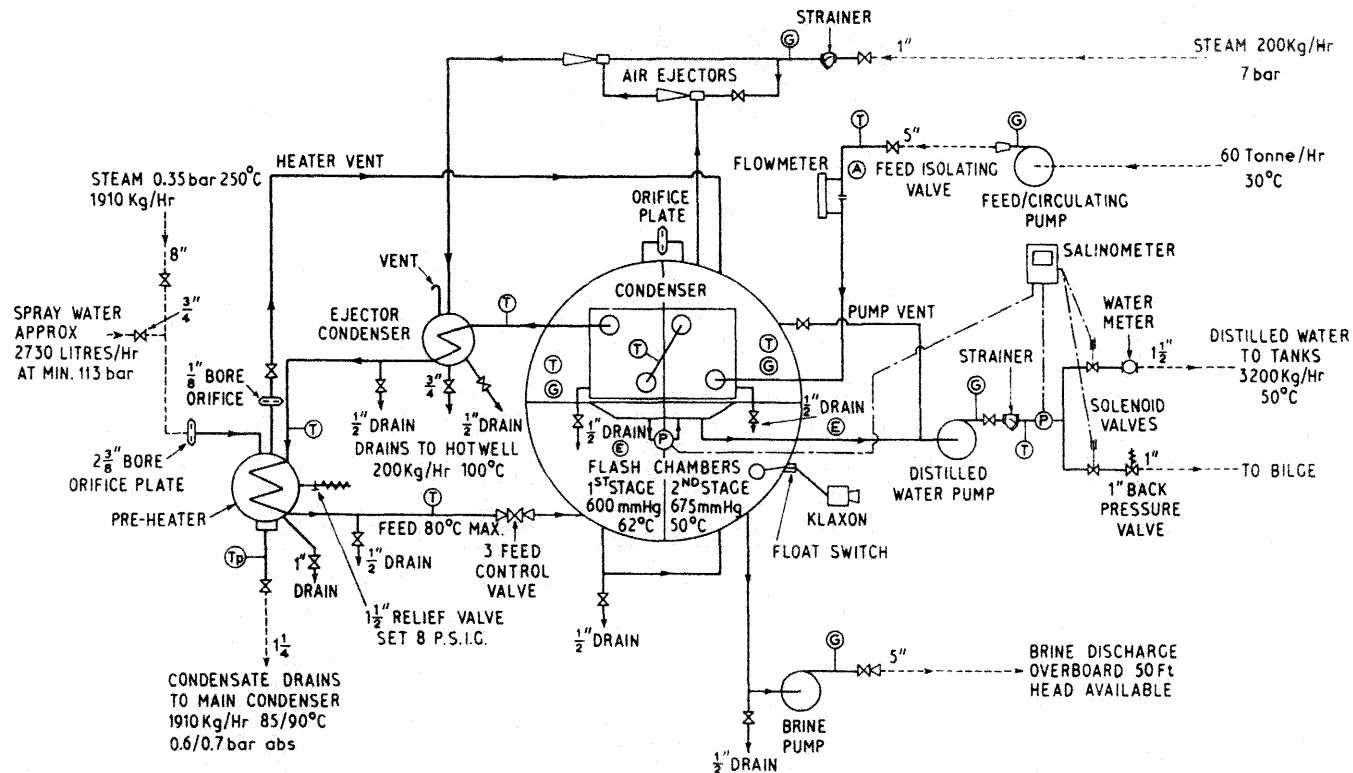 STRAINER
G
1"
STEAM 200Kg/Hr
7 bar
AIR EJECTORS
T
5"
G
FLOWMETER
A
FEED ISOLATING
VALVE
60 Tonne/Hr
30°C
FEED/CIRCULATING
PUMP
HEATER VENT
STEAM 0.35 bar 250°C
1910 Kg/Hr
8"
ORIFICE
PLATE
SALINOMETER
VENT
CONDENSER
3/4"
SPRAY WATER
APPROX
2730 LITRES/Hr
AT MIN. 113 bar
EJECTOR
CONDENSER
T
PUMP VENT
WATER
METER
1 1/2"
DISTILLED WATER
TO TANKS
3200Kg/Hr
50°C
STRAINER
T
G
T
T
G
G
1/8" BORE
ORIFICE
3/4"
1/2" DRAIN
1/2" DRAIN
DRAINS TO HOTWELL
200Kg/Hr 100°C
T
1/2" DRAIN
1/2" DRAIN
P
E
E
P
T
SOLENOID
VALVES
2 3/8" BORE
ORIFICE PLATE
FLASH CHAMBERS
1ST STAGE
600 mmHg
62°C
2ND STAGE
675mmHg
50°C
DISTILLED
WATER PUMP
1"
TO BILGE
1" BACK
PRESSURE
VALVE
PRE-HEATER
T
FEED 80°C MAX.
KLAXON
FLOAT SWITCH
Tp
1"
DRAIN
1/2" DRAIN
3 FEED
CONTROL
VALVE
1 1/2" RELIEF VALVE
SET 8 P.S.I.G.
1/2" DRAIN
1 1/4
CONDENSATE DRAINS
TO MAIN CONDENSER
1910 Kg/Hr 85/90°C
0.6/0.7 bar abs
G
5"
BRINE DISCHARGE
OVERBOARD 50 Ft
HEAD AVAILABLE
BRINE
PUMP
1/2" DRAIN